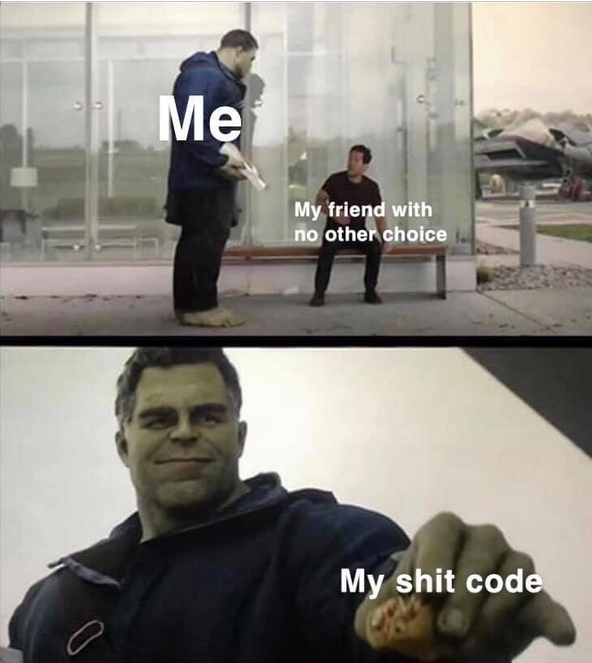 Me
My friend with
no other choice
My shit code